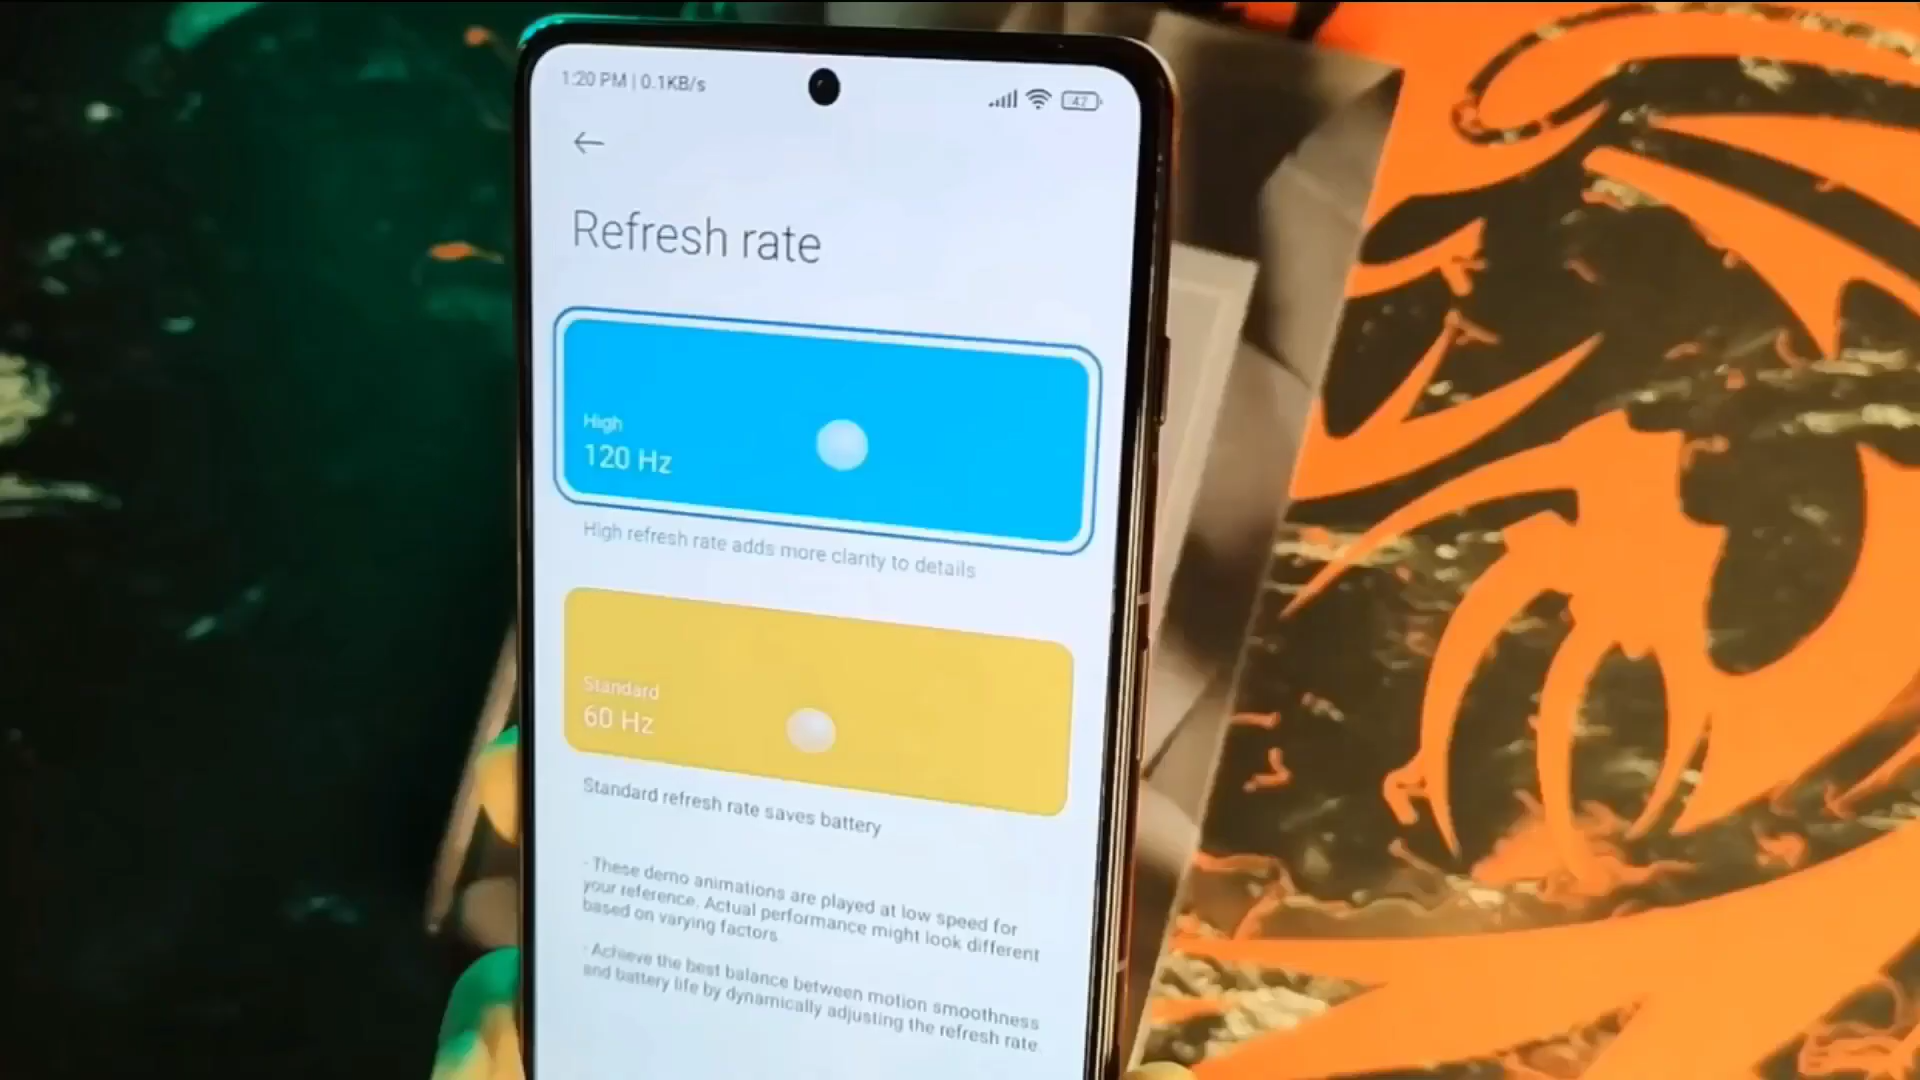 1:20 PM | 0.1KB/s
42
Refresh rate
High
120 Hz
High refresh rate adds more clarity to details
Standard
60 Hz
Standard refresh rate saves battery
- These demo animations are played at low speed for
your reference. Actual performance might look different
based on varying factors.
- Achieve the best balance between motion smoothness
and battery life by dynamically adjusting the refresh rate.